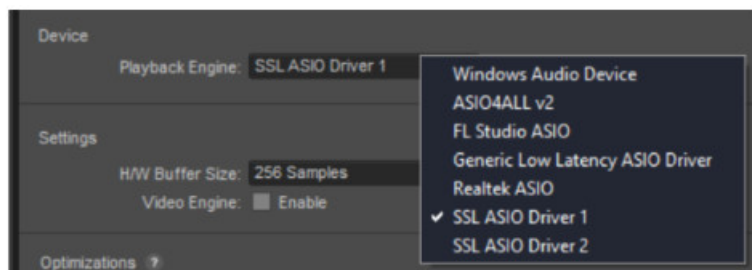 Device
Playback Engine: SSL ASIO Driver 1
Windows Audio Device
ASIO4ALL v2
FL Studio ASIO
Generic Low Latency ASIO Driver
Realtek ASIO
✓ SSL ASIO Driver 1
SSL ASIO Driver 2
Settings
H/W Buffer Size: 256 Samples
Video Engine: Enable
Optimizations ?